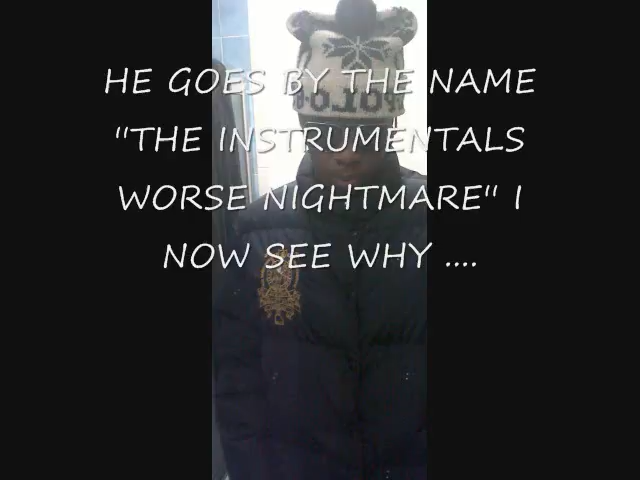 HE GOES BY THE NAME
"THE INSTRUMENTALS
WORSE NIGHTMARE" I
NOW SEE WHY ....